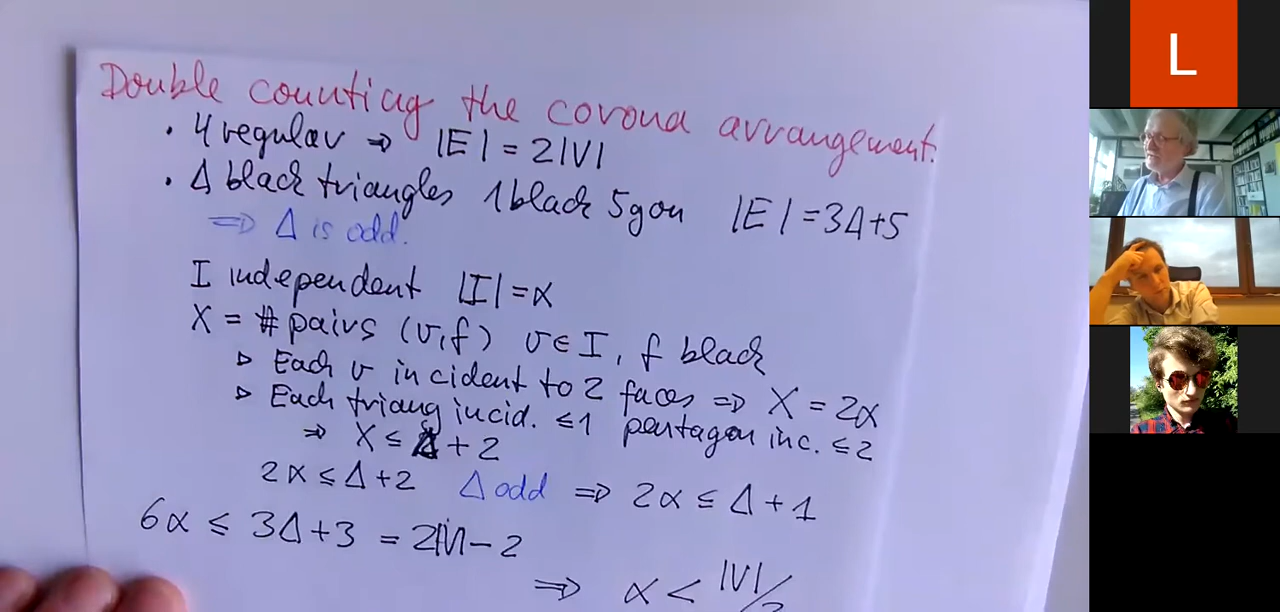 Double counting the corona arrangement.
• 4 regular ⇒ |E| = 2|V|
• Δ black triangles 1 black 5gon |E| = 3Δ+5
⇒ Δ is odd.
I independent |I| = α
X = # pairs (v,f) v ∈ I, f black
▷ Each v incident to 2 faces ⇒ X = 2α
▷ Each triang incid. ≤1 pentagon inc. ≤2
⇒ X ≤ Δ + 2
2α ≤ Δ+2 Δ odd ⇒ 2α ≤ Δ+1
6α ≤ 3Δ+3 = 2|V|-2
⇒ α < |V|/
L